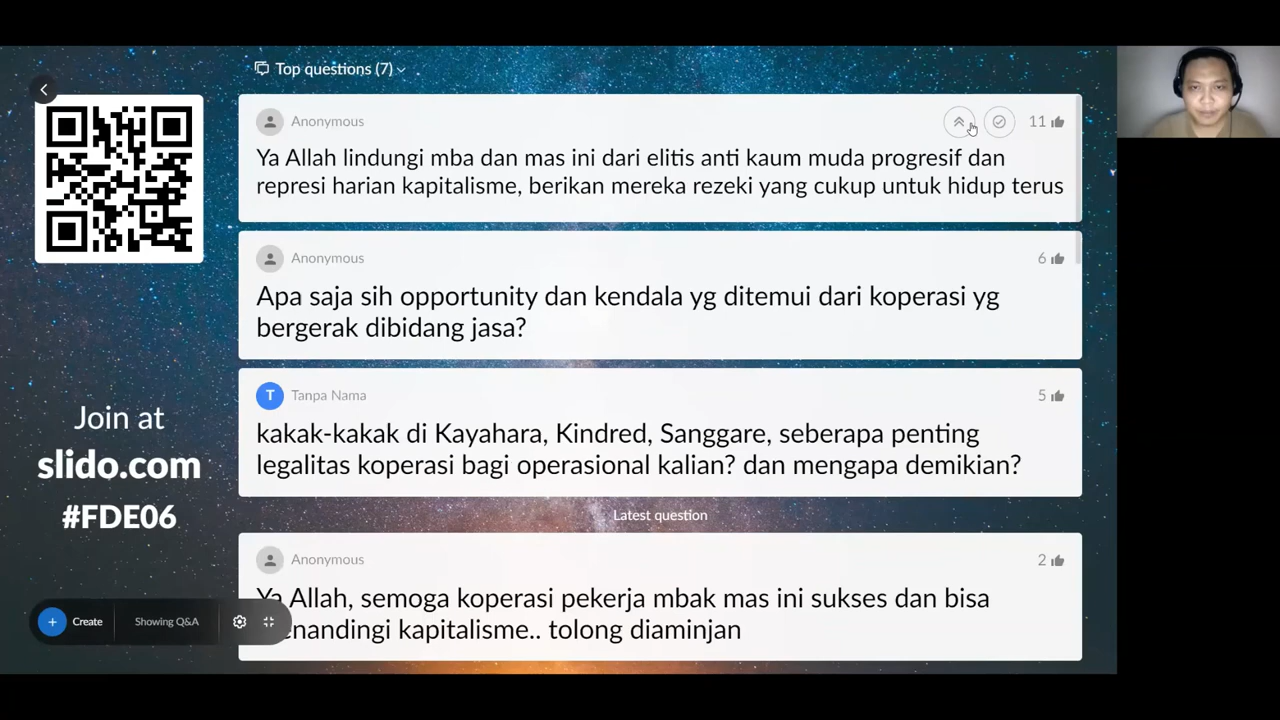 Top questions (7)
Anonymous
11
Ya Allah lindungi mba dan mas ini dari elitis anti kaum muda progresif dan
represi harian kapitalisme, berikan mereka rezeki yang cukup untuk hidup terus
Anonymous
6
Apa saja sih opportunity dan kendala yg ditemui dari koperasi yg
bergerak dibidang jasa?
T
Tanpa Nama
5
kakak-kakak di Kayahara, Kindred, Sanggare, seberapa penting
legalitas koperasi bagi operasional kalian? dan mengapa demikian?
Latest question
Anonymous
2
Ya Allah, semoga koperasi pekerja mbak mas ini sukses dan bisa
enandingi kapitalisme.. tolong diaminjan
Join at
slido.com
#FDE06
Create
Showing Q&A